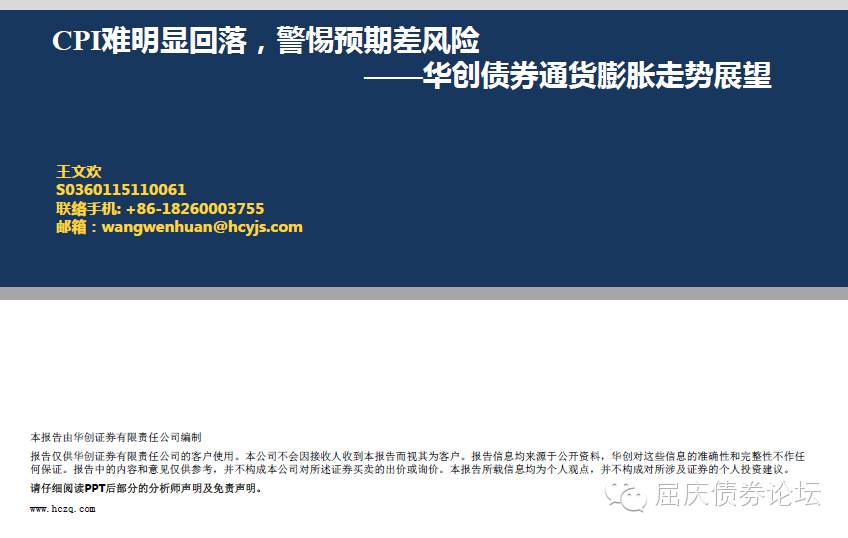 CPI难明显回落，警惕预期差风险
——华创债券通货膨胀走势展望
王文欢
S0360115110061
联络手机: +86-18260003755
邮箱：wangwenhuan@hcyjs.com
本报告由华创证券有限责任公司编制
报告仅供华创证券有限责任公司的客户使用。本公司不会因接收人收到本报告而视其为客户。报告信息均来源于公开资料，华创对这些信息的准确性和完整性不作任
何保证。报告中的内容和意见仅供参考，并不构成本公司对所述证券买卖的出价或询价。本报告所载信息均为个人观点，并不构成对所涉及证券的个人投资建议。
请仔细阅读PPT后部分的分析师声明及免责声明。
www.hczq.com
屈庆债券论坛